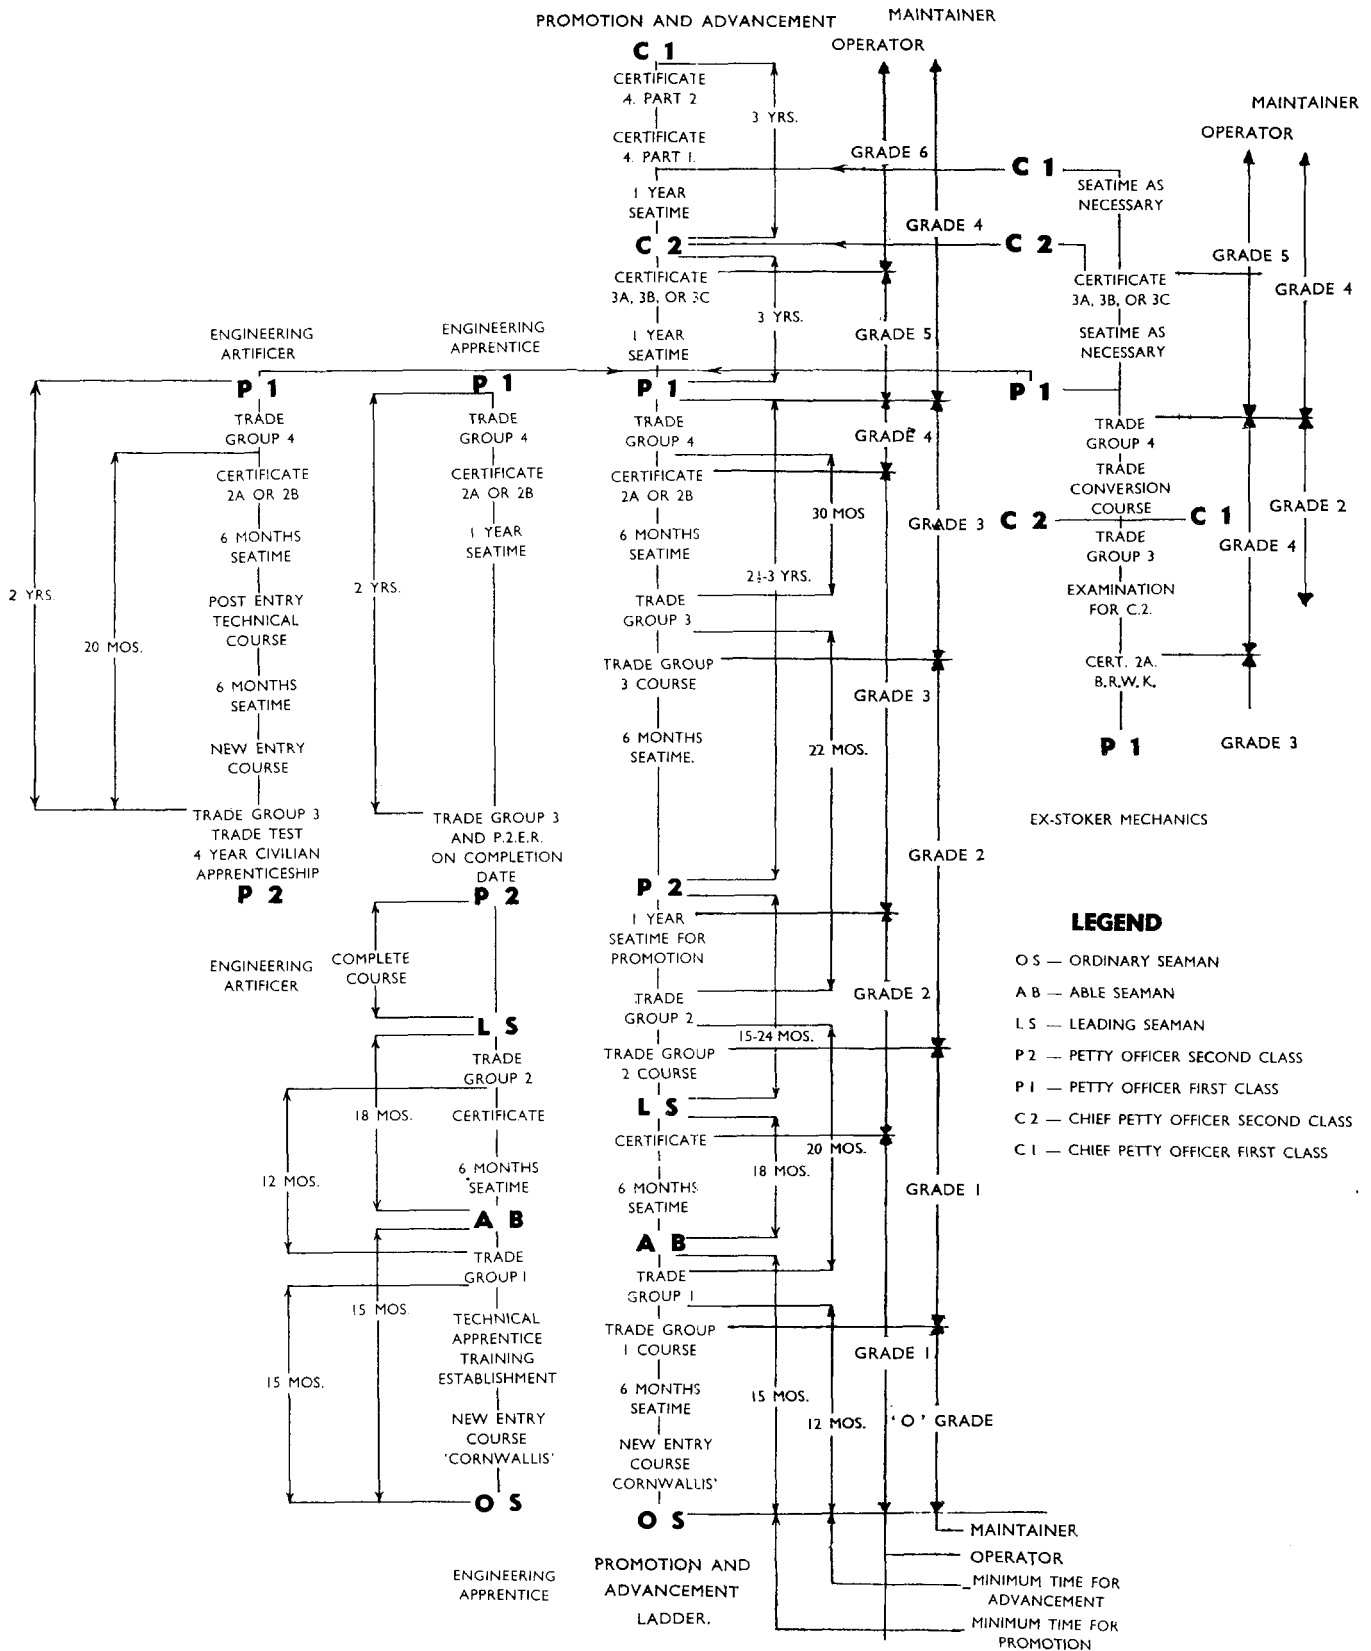 PROMOTION AND ADVANCEMENT
MAINTAINER
OPERATOR
C 1
CERTIFICATE
4. PART 2
3 YRS.
CERTIFICATE
4. PART 1.
GRADE 6
1 YEAR
SEATIME
GRADE 4
C 2
CERTIFICATE
3A, 3B, OR 3C
3 YRS.
1 YEAR
SEATIME
GRADE 5
P 1
TRADE
GROUP 4
GRADE 4
CERTIFICATE
2A OR 2B
30 MOS
GRADE 3
6 MONTHS
SEATIME
2½-3 YRS.
TRADE
GROUP 3
TRADE GROUP
3 COURSE
GRADE 3
6 MONTHS
SEATIME.
22 MOS.
GRADE 2
P 2
1 YEAR
SEATIME FOR
PROMOTION
TRADE
GROUP 2
GRADE 2
15-24 MOS.
TRADE GROUP
2 COURSE
L S
CERTIFICATE
20 MOS.
18 MOS.
6 MONTHS
SEATIME
GRADE 1
A B
TRADE
GROUP 1
TRADE GROUP
1 COURSE
GRADE 1
6 MONTHS
SEATIME
15 MOS.
12 MOS.
'O' GRADE
NEW ENTRY
COURSE
CORNWALLIS'
O S
MAINTAINER
OPERATOR
MINIMUM TIME FOR
ADVANCEMENT
MINIMUM TIME FOR
PROMOTION
PROMOTION AND
ADVANCEMENT
LADDER.
ENGINEERING
ARTIFICER
P 1
TRADE
GROUP 4
CERTIFICATE
2A OR 2B
6 MONTHS
SEATIME
2 YRS.
POST ENTRY
TECHNICAL
COURSE
20 MOS.
6 MONTHS
SEATIME
NEW ENTRY
COURSE
TRADE GROUP 3
TRADE TEST
4 YEAR CIVILIAN
APPRENTICESHIP
P 2
ENGINEERING
ARTIFICER
ENGINEERING
APPRENTICE
P 1
TRADE
GROUP 4
CERTIFICATE
2A OR 2B
1 YEAR
SEATIME
2 YRS.
TRADE GROUP 3
AND P.2.E.R.
ON COMPLETION
DATE
P 2
COMPLETE
COURSE
L S
TRADE
GROUP 2
18 MOS.
CERTIFICATE
12 MOS.
6 MONTHS
SEATIME
A B
TRADE
GROUP 1
15 MOS.
TECHNICAL
APPRENTICE
TRAINING
ESTABLISHMENT
15 MOS.
NEW ENTRY
COURSE
'CORNWALLIS'
O S
ENGINEERING
APPRENTICE
MAINTAINER
OPERATOR
C 1
SEATIME AS
NECESSARY
C 2
GRADE 5
CERTIFICATE
3A, 3B, OR 3C
GRADE 4
SEATIME AS
NECESSARY
P 1
TRADE
GROUP 4
TRADE
CONVERSION
COURSE
GRADE 2
C 2
C 1
TRADE
GROUP 3
GRADE 4
EXAMINATION
FOR C.2.
CERT. 2A.
B.R.W.K.
P 1
GRADE 3
EX-STOKER MECHANICS
LEGEND
O S — ORDINARY SEAMAN
A B — ABLE SEAMAN
L S — LEADING SEAMAN
P 2 — PETTY OFFICER SECOND CLASS
P 1 — PETTY OFFICER FIRST CLASS
C 2 — CHIEF PETTY OFFICER SECOND CLASS
C 1 — CHIEF PETTY OFFICER FIRST CLASS